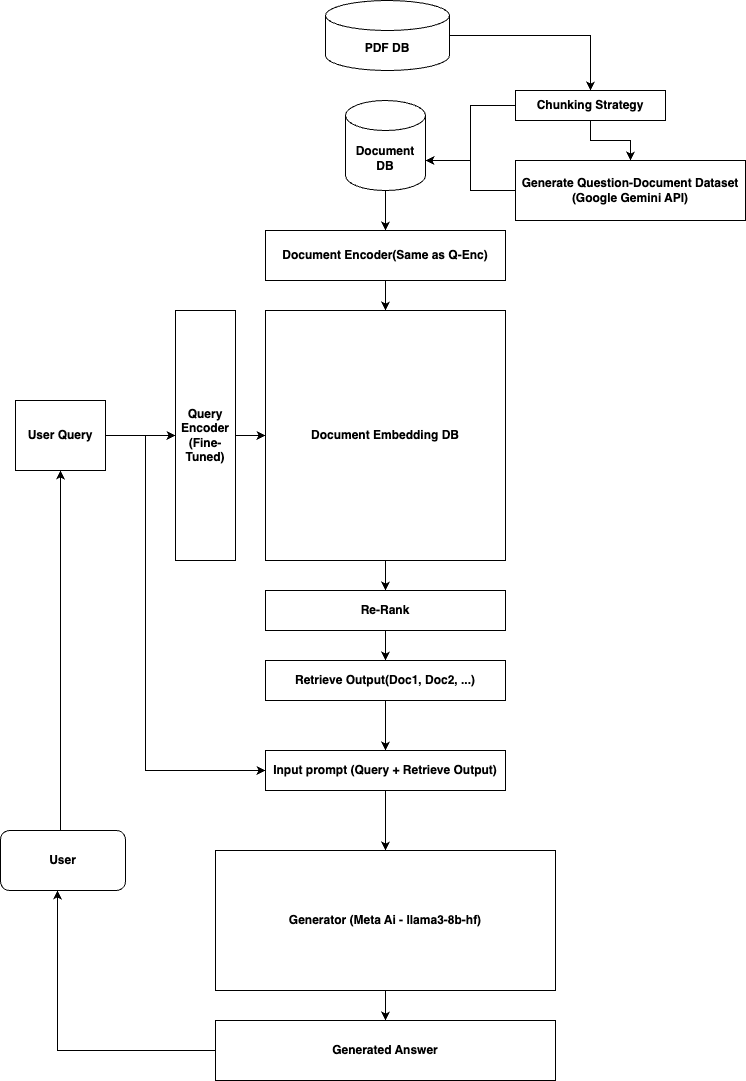 PDF DB
Chunking Strategy
Document
DB
Generate Question-Document Dataset
(Google Gemini API)
Document Encoder(Same as Q-Enc)
User Query
Query
Encoder
(Fine-
Tuned)
Document Embedding DB
Re-Rank
Retrieve Output(Doc1, Doc2, ...)
Input prompt (Query + Retrieve Output)
User
Generator (Meta Ai - llama3-8b-hf)
Generated Answer